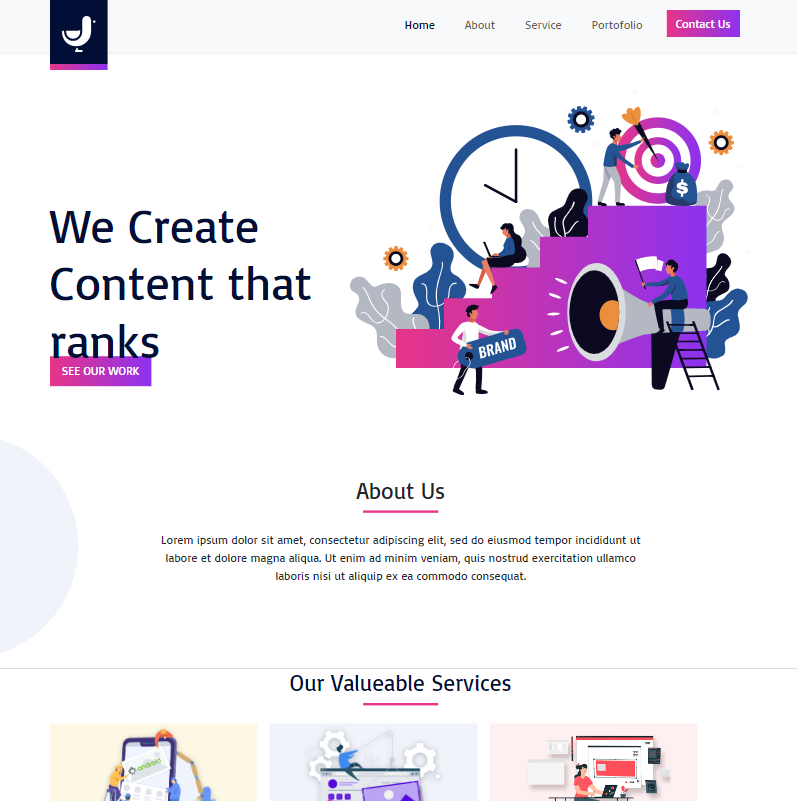 Home About Service Portofolio Contact Us
We Create
Content that
ranks
SEE OUR WORK
$
BRAND
About Us
Lorem ipsum dolor sit amet, consectetur adipiscing elit, sed do eiusmod tempor incididunt ut
labore et dolore magna aliqua. Ut enim ad minim veniam, quis nostrud exercitation ullamco
laboris nisi ut aliquip ex ea commodo consequat.
Our Valueable Services
android